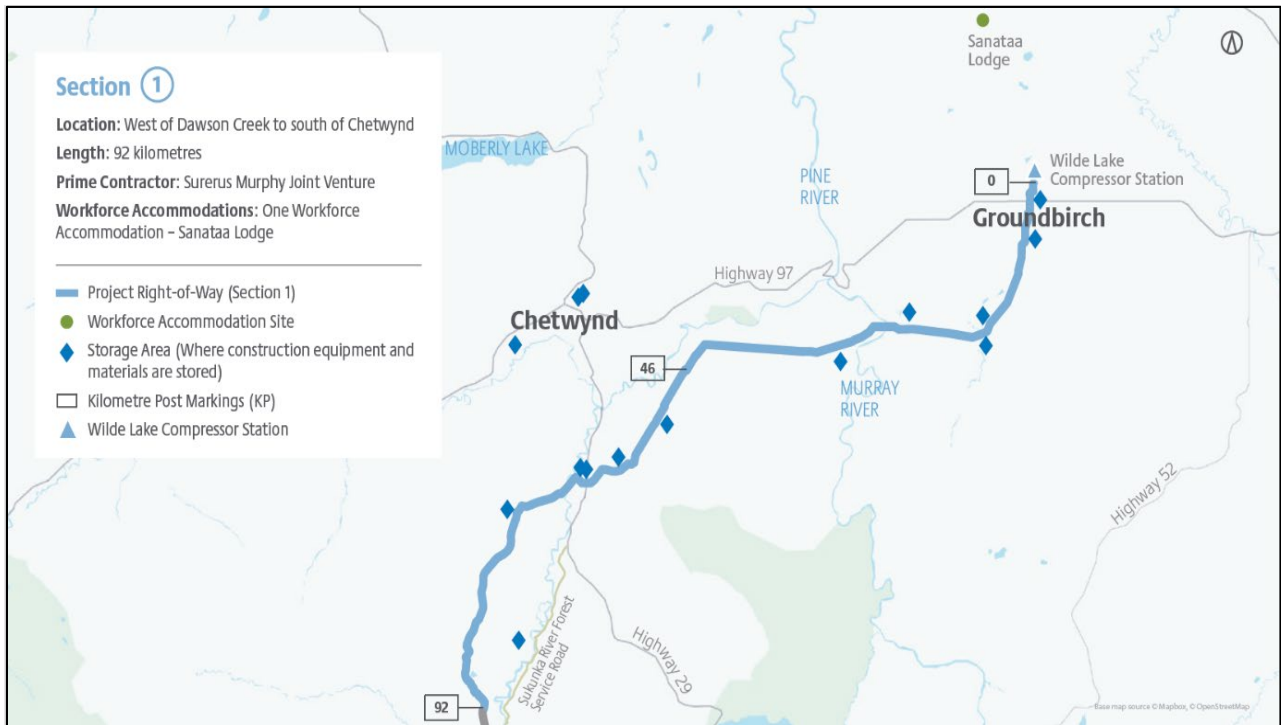 Section 1
Location: West of Dawson Creek to south of Chetwynd
Length: 92 kilometres
Prime Contractor: Surerus Murphy Joint Venture
Workforce Accommodations: One Workforce
Accommodation – Sanataa Lodge
Project Right-of-Way (Section 1)
Workforce Accommodation Site
Storage Area (Where construction equipment and
materials are stored)
Kilometre Post Markings (KP)
Wilde Lake Compressor Station
Sanataa
Lodge
MOBERLY LAKE
PINE
RIVER
Wilde Lake
Compressor Station
0
Groundbirch
Highway 97
Chetwynd
46
MURRAY
RIVER
Highway 52
Sukunka River Forest
Service Road
Highway 29
92
Base map source © Mapbox, © OpenStreetMap